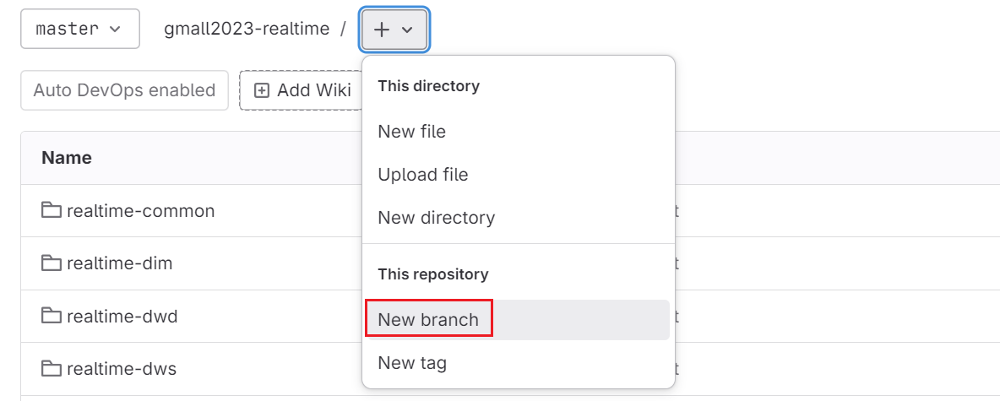 master gmall2023-realtime / +
Auto DevOps enabled Add Wiki
This directory
New file
Upload file
New directory
This repository
New branch
New tag
Name
realtime-common
realtime-dim
realtime-dwd
realtime-dws